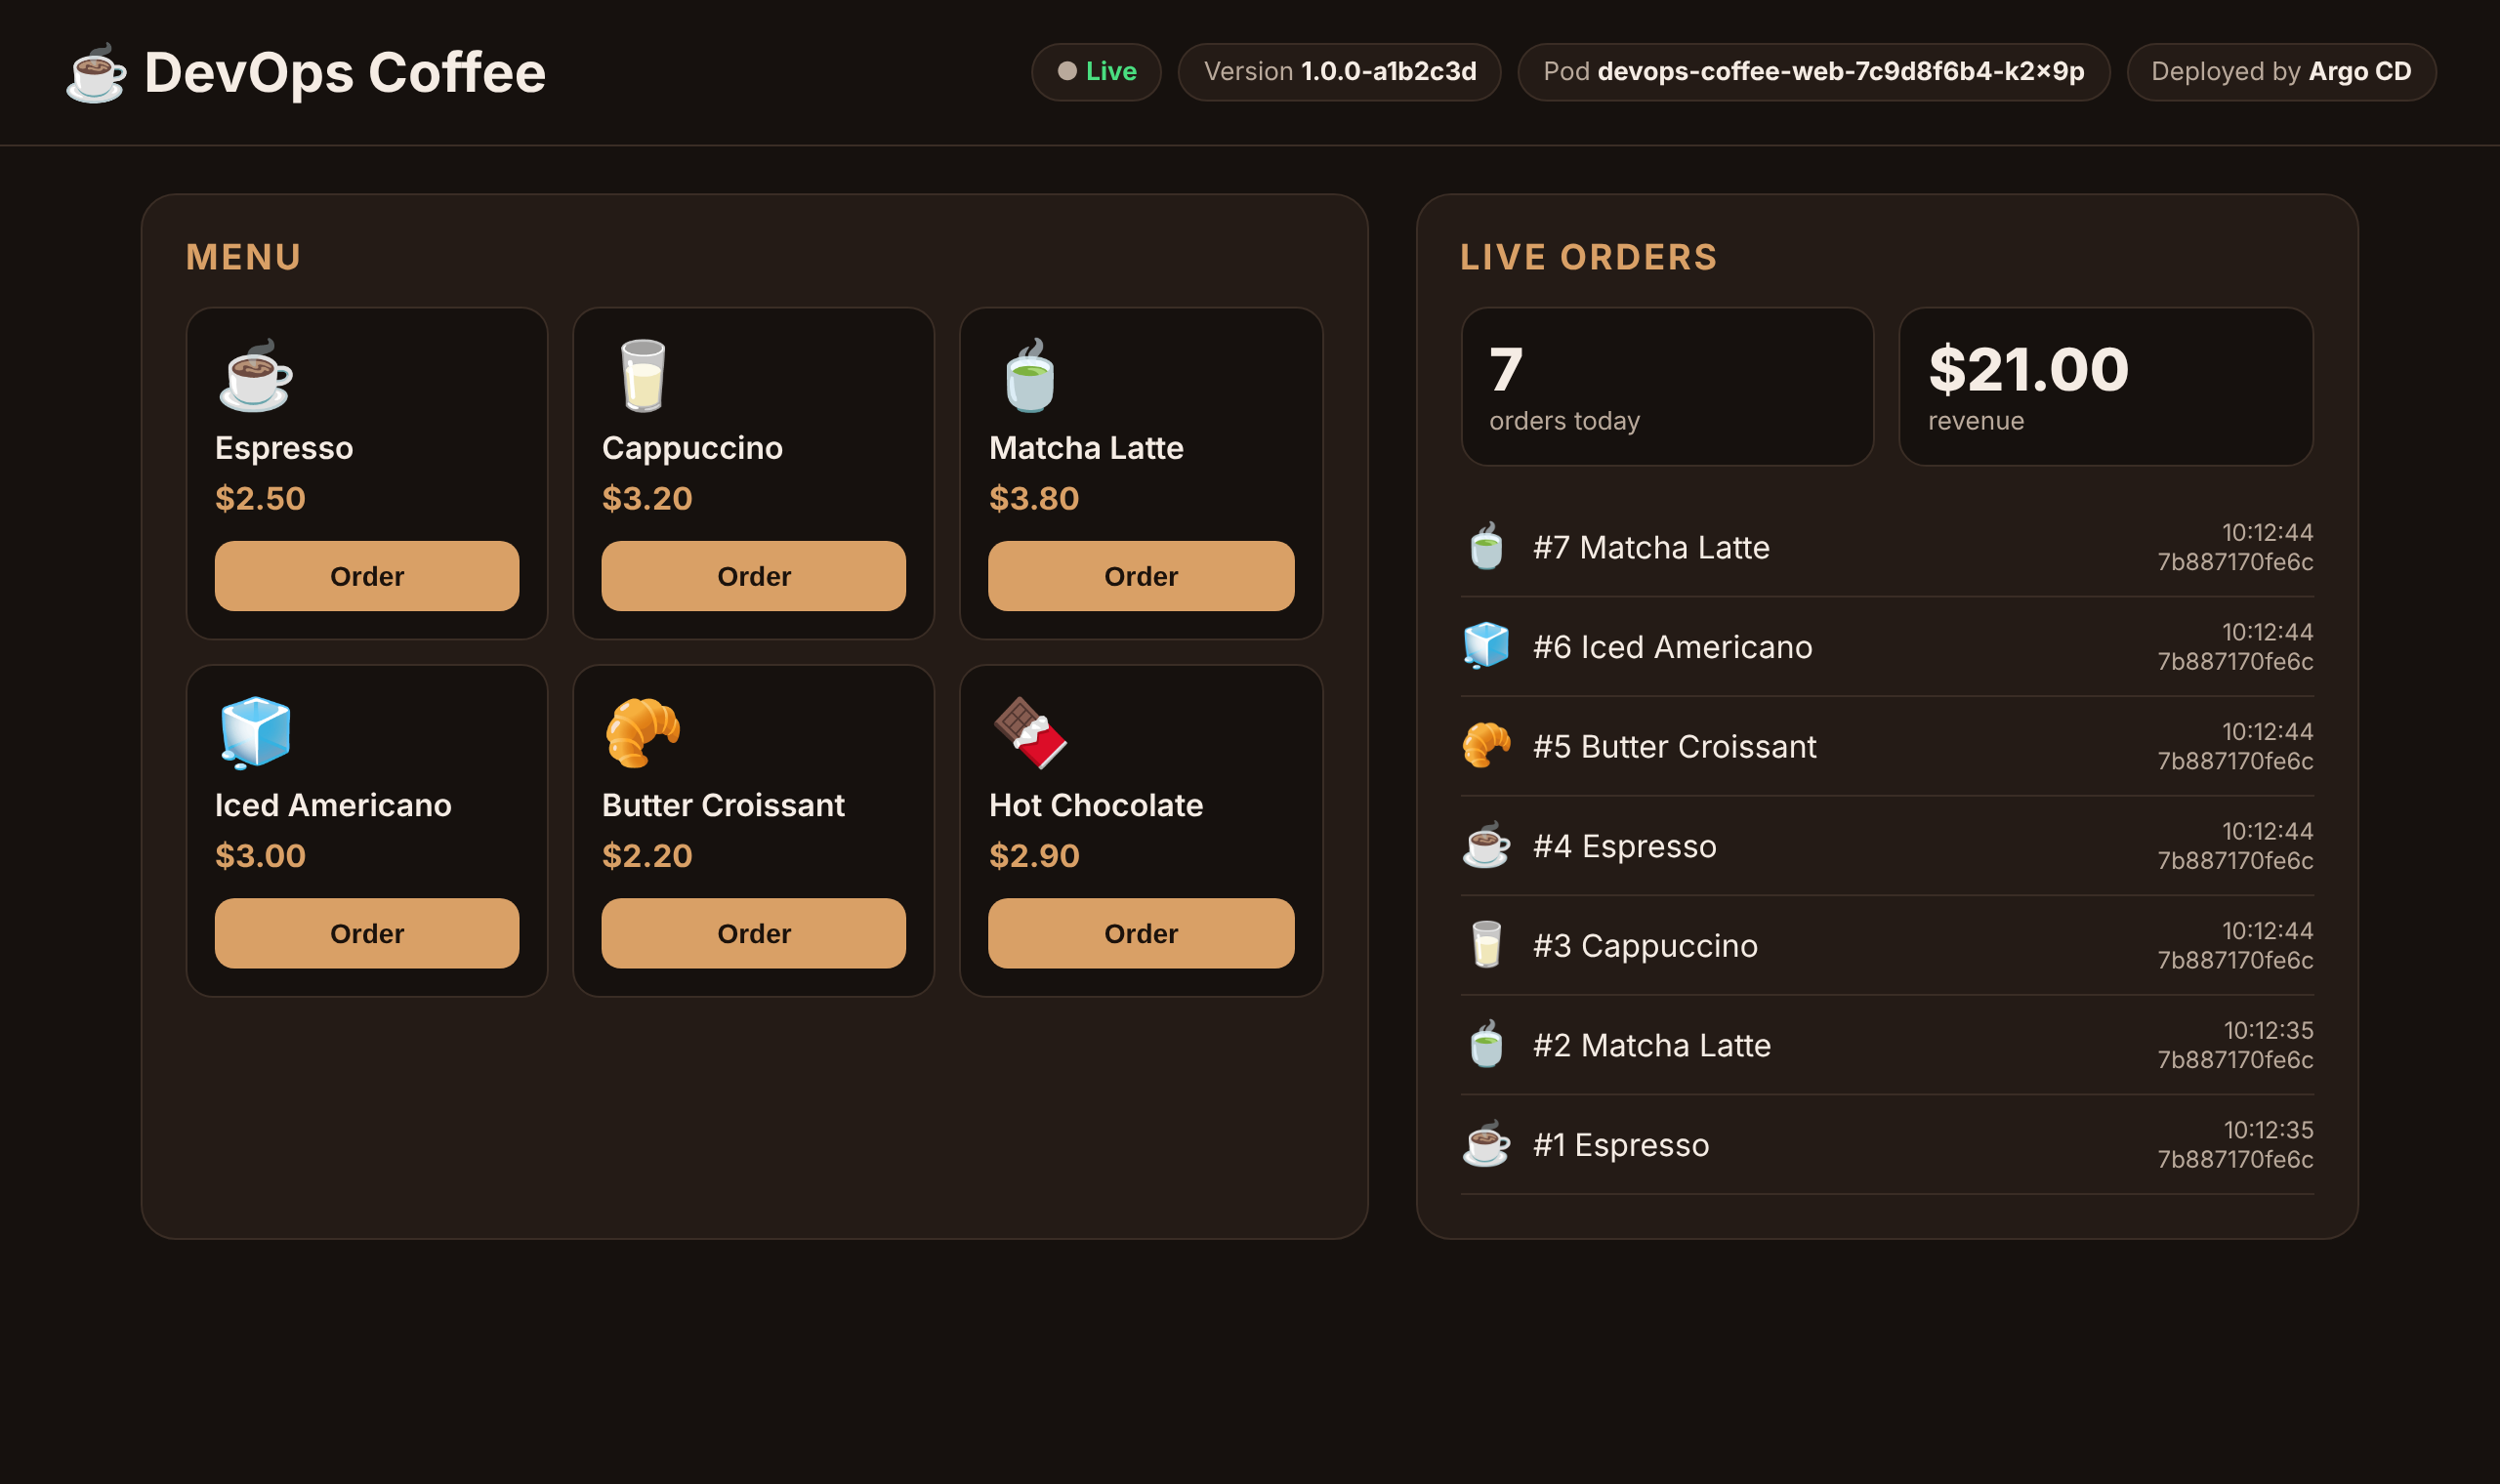 DevOps Coffee
Live
Version 1.0.0-a1b2c3d
Pod devops-coffee-web-7c9d8f6b4-k2x9p
Deployed by Argo CD
MENU
Espresso
$2.50
Order
Cappuccino
$3.20
Order
Matcha Latte
$3.80
Order
Iced Americano
$3.00
Order
Butter Croissant
$2.20
Order
Hot Chocolate
$2.90
Order
LIVE ORDERS
7
orders today
$21.00
revenue
#7 Matcha Latte
10:12:44
7b887170fe6c
#6 Iced Americano
10:12:44
7b887170fe6c
#5 Butter Croissant
10:12:44
7b887170fe6c
#4 Espresso
10:12:44
7b887170fe6c
#3 Cappuccino
10:12:44
7b887170fe6c
#2 Matcha Latte
10:12:35
7b887170fe6c
#1 Espresso
10:12:35
7b887170fe6c